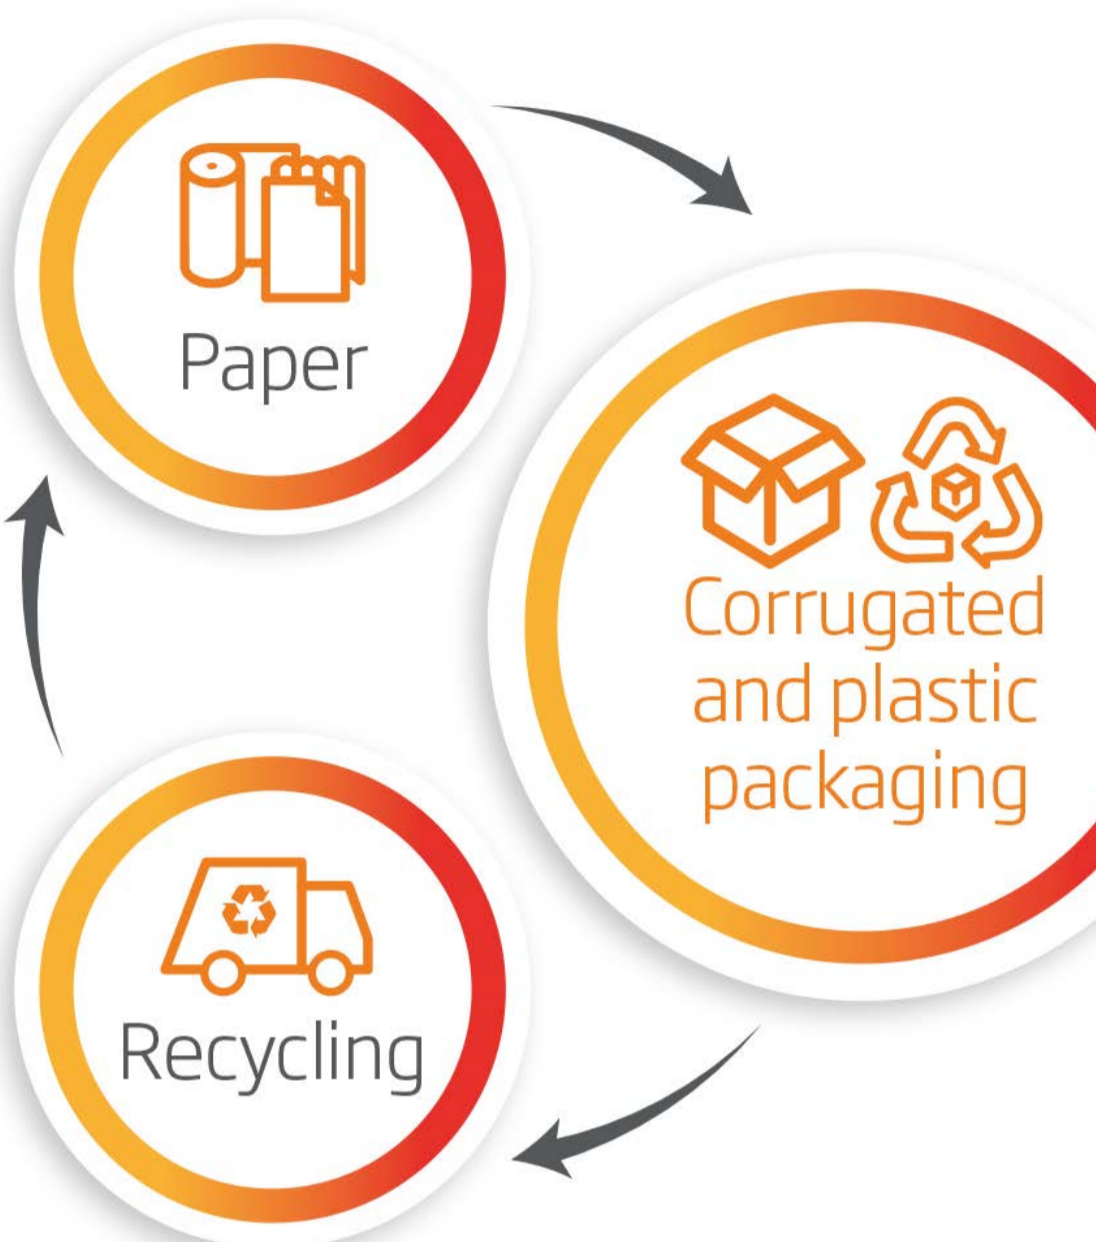 Paper
Corrugated
and plastic
packaging
Recycling